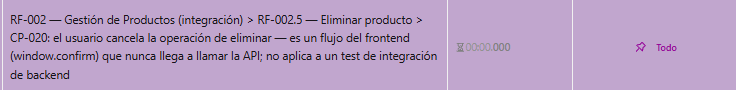 RF-002 — Gestión de Productos (integración) > RF-002.5 — Eliminar producto >
CP-020: el usuario cancela la operación de eliminar — es un flujo del frontend
(window.confirm) que nunca llega a llamar la API; no aplica a un test de integración
de backend
00:00.000
Todo